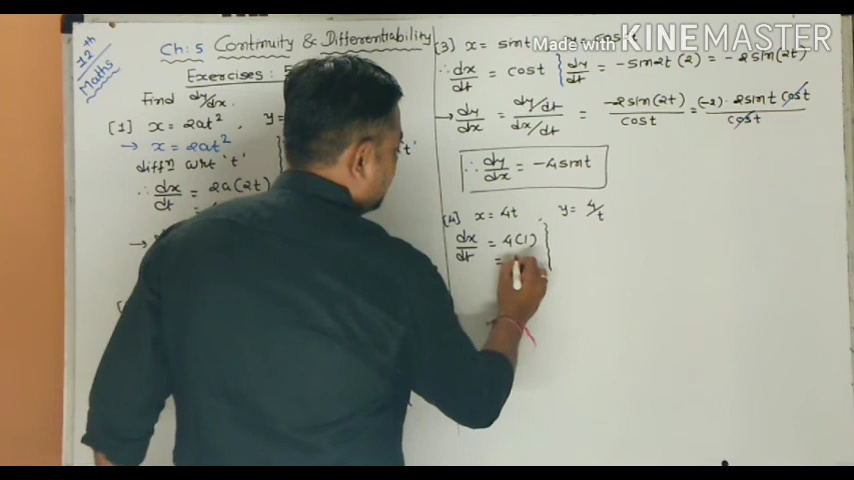 12th
Maths
Ch: 5 Continuity & Differentiability
Exercises: 5
Find dy/dx.
[1] x = 2at², y =
→ x = 2at²
diffn wrt 't'
't'
∴ dx/dt = 2a(2t)
[3] x = sint y = cos2t
∴ dx/dt = cost dy/dt = -sin2t (2) = -2sin(2t)
→ dy/dx = dy/dt / dx/dt = -2sin(2t) / cost = (-2)·2sint cost / cost
∴ dy/dx = -4sint
[4] x = 4t , y = 4/t
dx/dt = 4(1)
=
Made with KINEMASTER